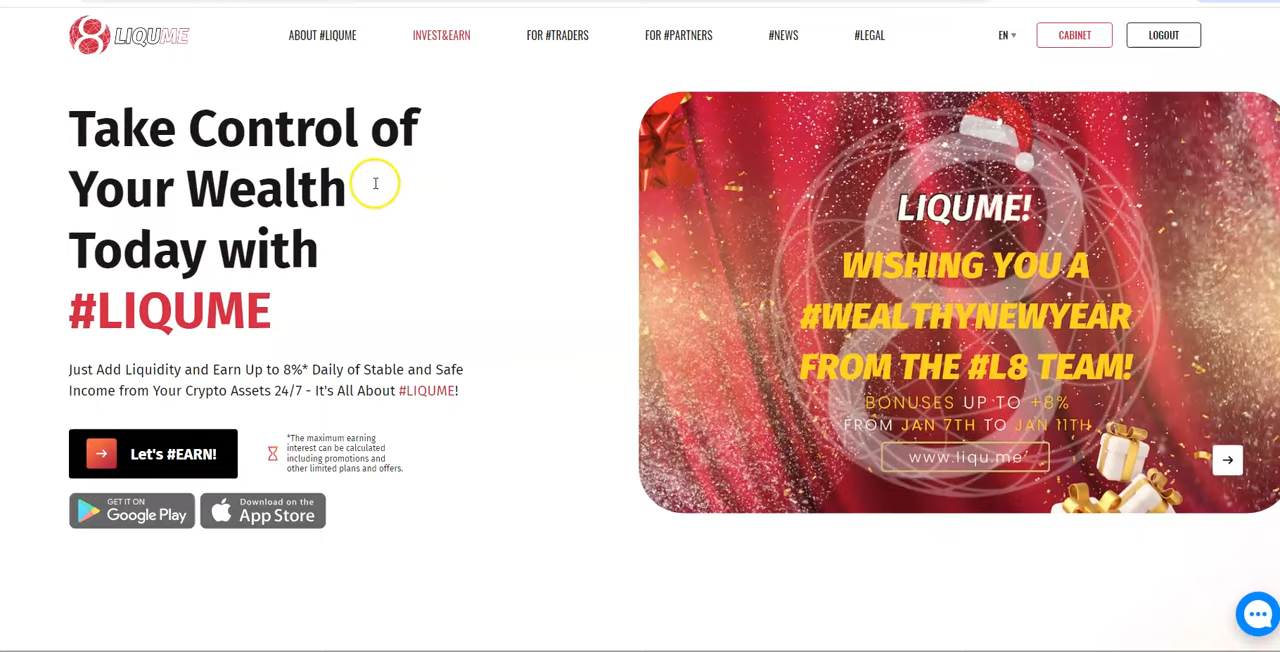 8 LIQUME
ABOUT #LIQUME
INVEST&EARN
FOR #TRADERS
FOR #PARTNERS
#NEWS
#LEGAL
EN
CABINET
LOGOUT
Take Control of
Your Wealth
Today with
#LIQUME
Just Add Liquidity and Earn Up to 8%* Daily of Stable and Safe
Income from Your Crypto Assets 24/7 - It's All About #LIQUME!
Let's #EARN!
*The maximum earning
interest can be calculated
including promotions and
other limited plans and offers.
GET IT ON
Google Play
Download on the
App Store
8
LIQUME!
WISHING YOU A
#WEALTHYNEWYEAR
FROM THE #L8 TEAM!
BONUSES UP TO +8%
FROM JAN 7TH TO JAN 11TH
www.liqu.me